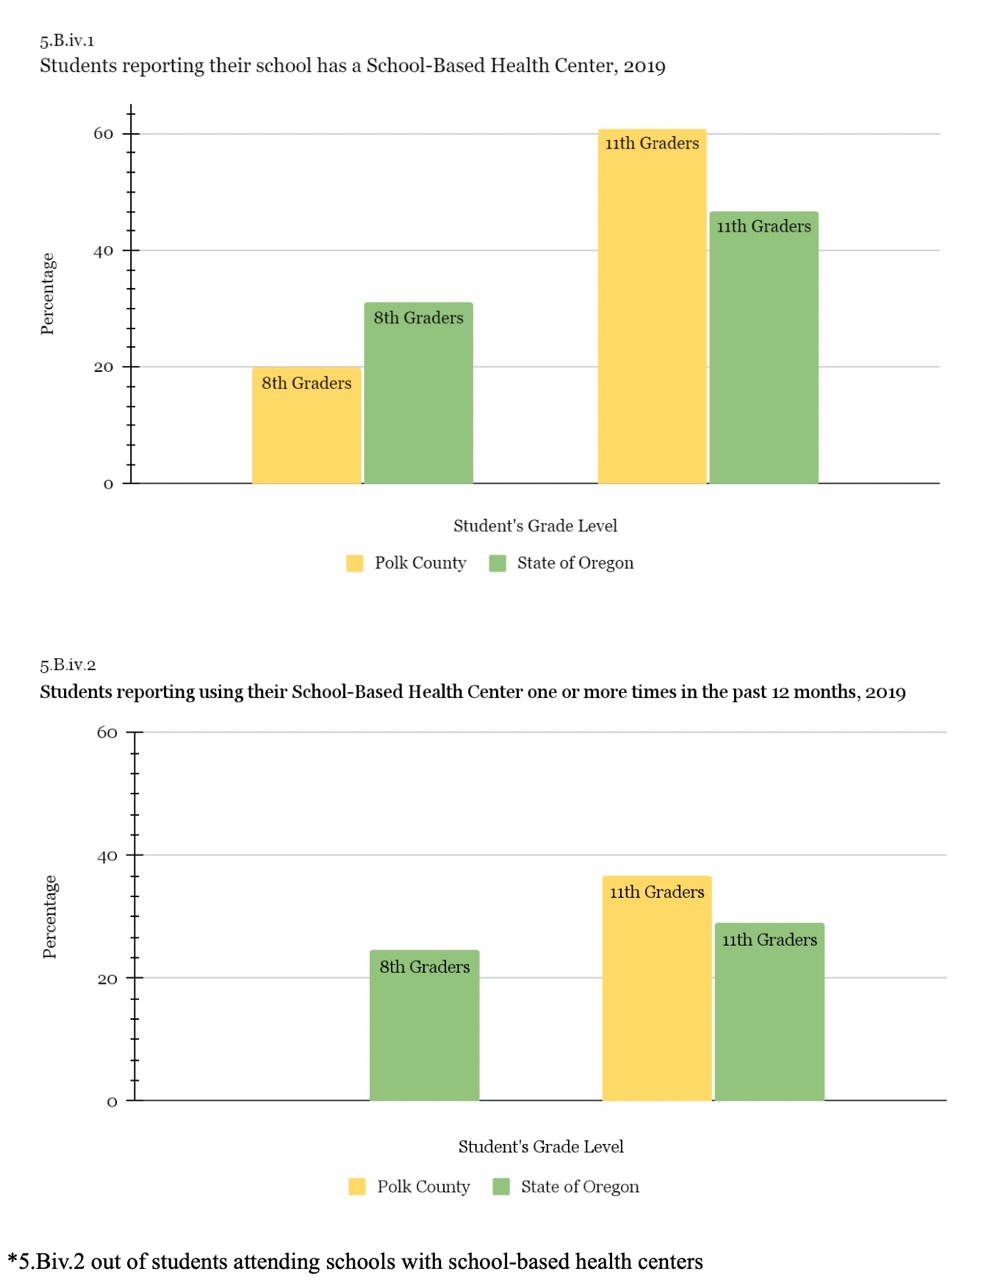 5.B.iv.1
Students reporting their school has a School-Based Health Center, 2019
60
40
20
0
Percentage
8th Graders
8th Graders
11th Graders
11th Graders
Student's Grade Level
Polk County
State of Oregon
5.B.iv.2
Students reporting using their School-Based Health Center one or more times in the past 12 months, 2019
60
40
20
0
Percentage
8th Graders
11th Graders
11th Graders
Student's Grade Level
Polk County
State of Oregon
*5.Biv.2 out of students attending schools with school-based health centers